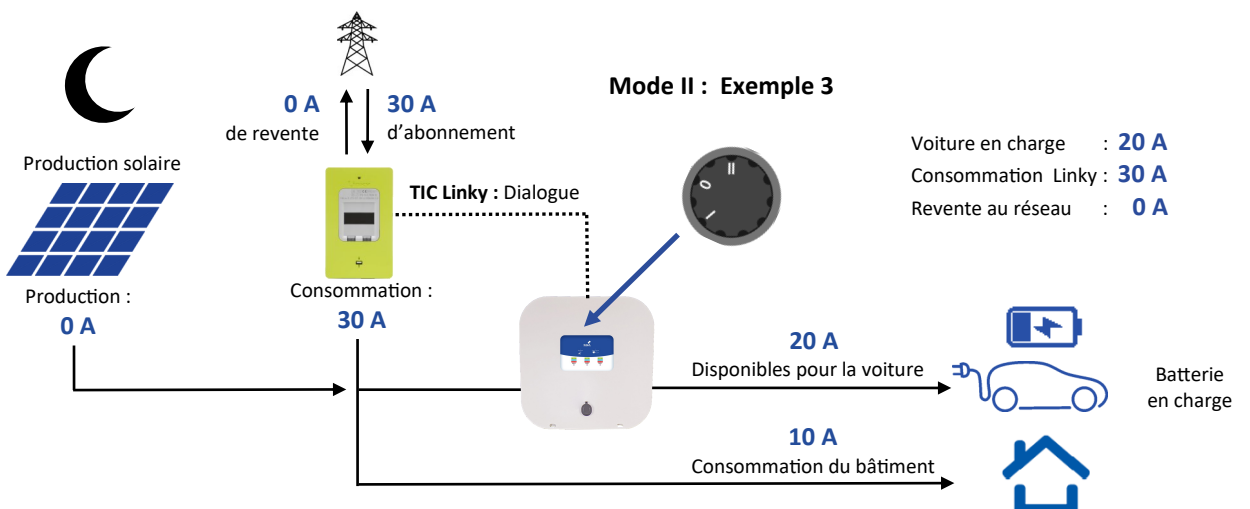 Mode II : Exemple 3
0 A
de revente
30 A
d'abonnement
Production solaire
Voiture en charge : 20 A
Consommation Linky : 30 A
Revente au réseau : 0 A
TIC Linky : Dialogue
I
0
II
Production :
0 A
Consommation :
30 A
20 A
Disponibles pour la voiture
Batterie
en charge
10 A
Consommation du bâtiment